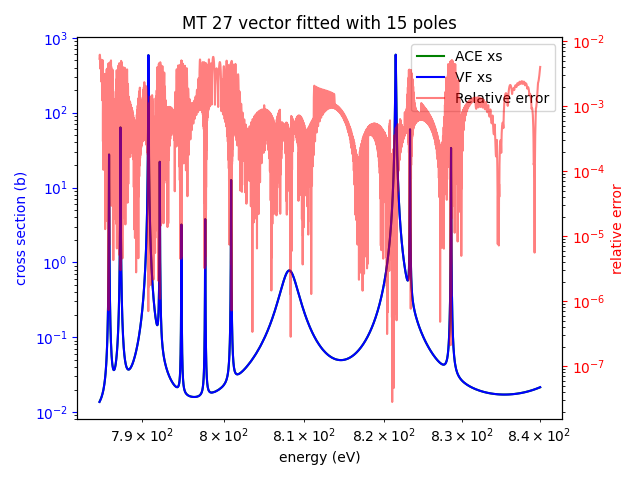 MT 27 vector fitted with 15 poles
ACE xs
VF xs
Relative error
cross section (b)
10³
10²
10¹
10⁰
10⁻¹
10⁻²
relative error
10⁻²
10⁻³
10⁻⁴
10⁻⁵
10⁻⁶
10⁻⁷
7.9 × 10² 8 × 10² 8.1 × 10² 8.2 × 10² 8.3 × 10² 8.4 × 10²
energy (eV)